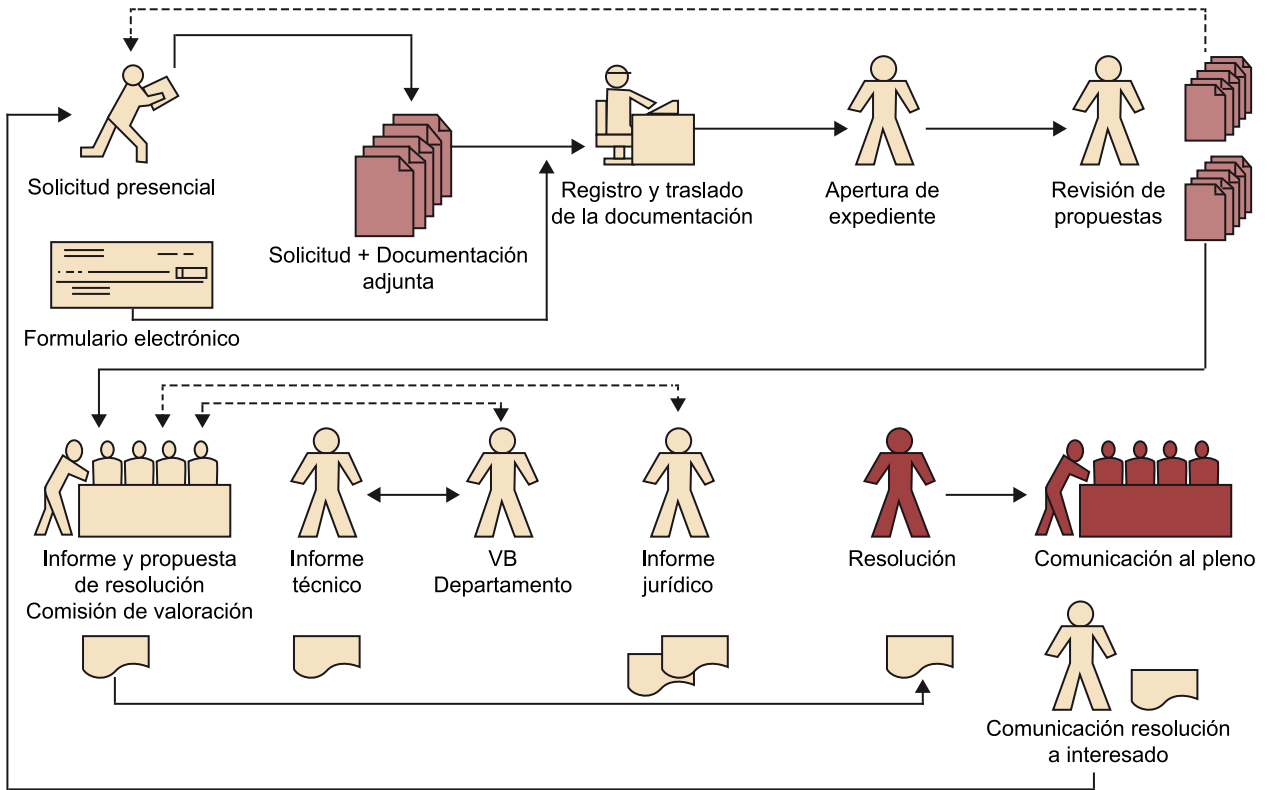 Solicitud presencial
Solicitud + Documentación
adjunta
Registro y traslado
de la documentación
Apertura de
expediente
Revisión de
propuestas
Formulario electrónico
Informe y propuesta
de resolución
Comisión de valoración
Informe
técnico
VB
Departamento
Informe
jurídico
Resolución
Comunicación al pleno
Comunicación resolución
a interesado